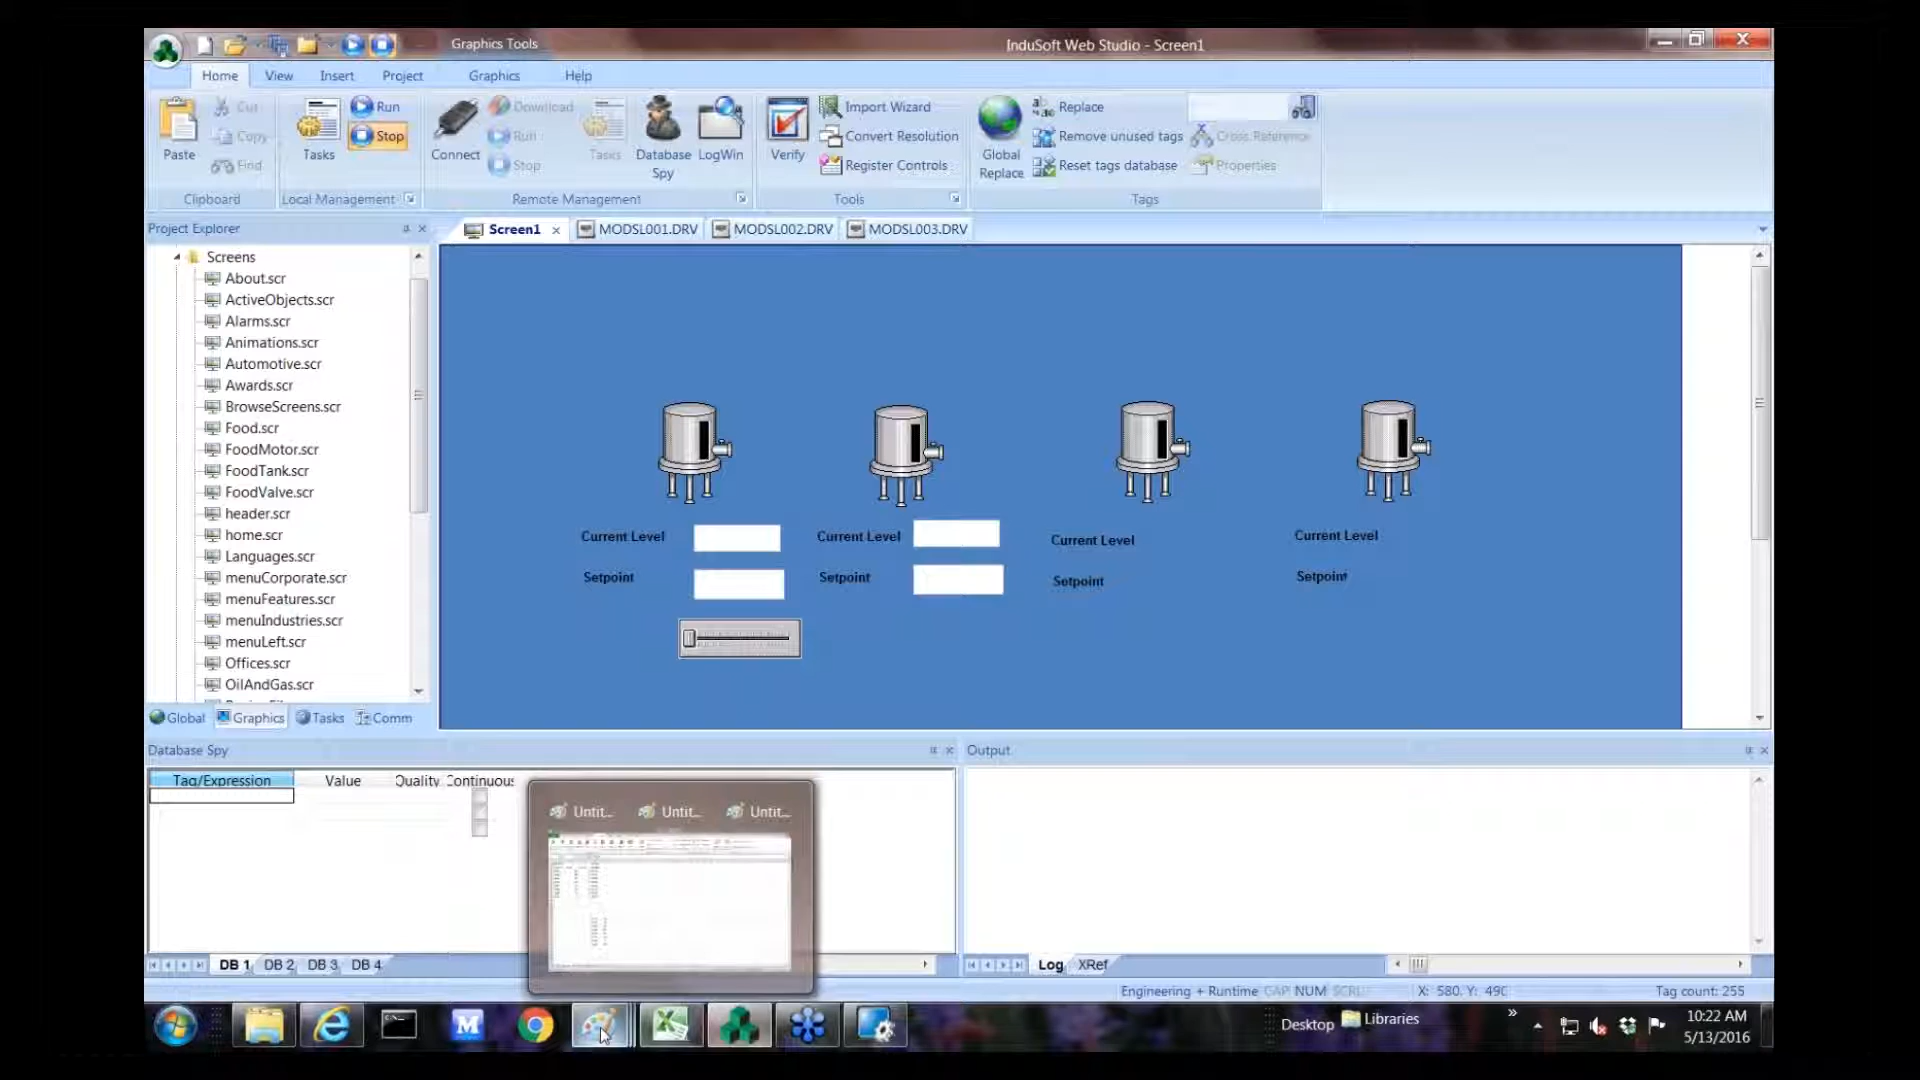 Graphics Tools
InduSoft Web Studio - Screen1
Home View Insert Project Graphics Help
Paste
Cut
Copy
Find
Clipboard
Tasks
Run
Stop
Local Management
Connect
Download
Run
Stop
Tasks
Database Spy
LogWin
Remote Management
Verify
Import Wizard
Convert Resolution
Register Controls
Tools
Global Replace
Replace
Remove unused tags
Reset tags database
Cross Reference
Properties
Tags
Project Explorer
Screen1 MODSL001.DRV MODSL002.DRV MODSL003.DRV
Screens
About.scr
ActiveObjects.scr
Alarms.scr
Animations.scr
Automotive.scr
Awards.scr
BrowseScreens.scr
Food.scr
FoodMotor.scr
FoodTank.scr
FoodValve.scr
header.scr
home.scr
Languages.scr
menuCorporate.scr
menuFeatures.scr
menuIndustries.scr
menuLeft.scr
Offices.scr
OilAndGas.scr
Global Graphics Tasks Comm
Current Level Current Level Current Level Current Level
Setpoint Setpoint Setpoint Setpoint
Database Spy
Tag/Expression Value Quality Continuous
Untit... Untit... Untit...
DB 1 DB 2 DB 3 DB 4
Output
Log XRef
Engineering + Runtime CAP NUM SCRL X: 580, Y: 490 Tag count: 255
Desktop Libraries »
10:22 AM
5/13/2016